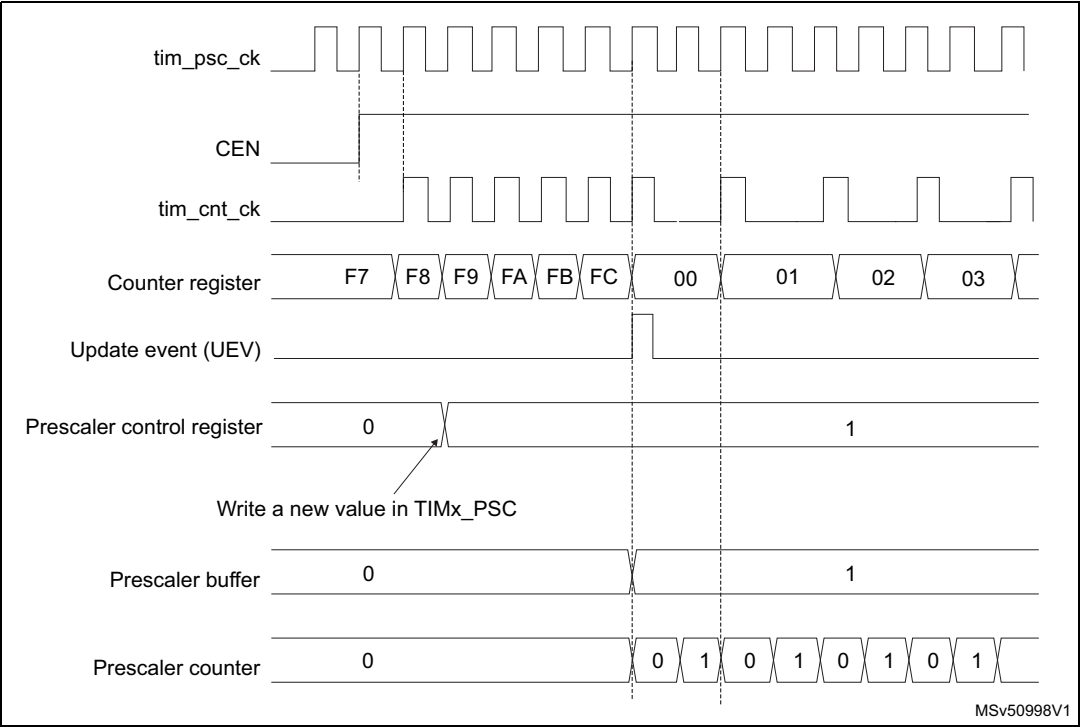 tim_psc_ck
CEN
tim_cnt_ck
Counter register F7 F8 F9 FA FB FC 00 01 02 03
Update event (UEV)
Prescaler control register 0 1
Write a new value in TIMx_PSC
Prescaler buffer 0 1
Prescaler counter 0 0 1 0 1 0 1 0 1
MSv50998V1